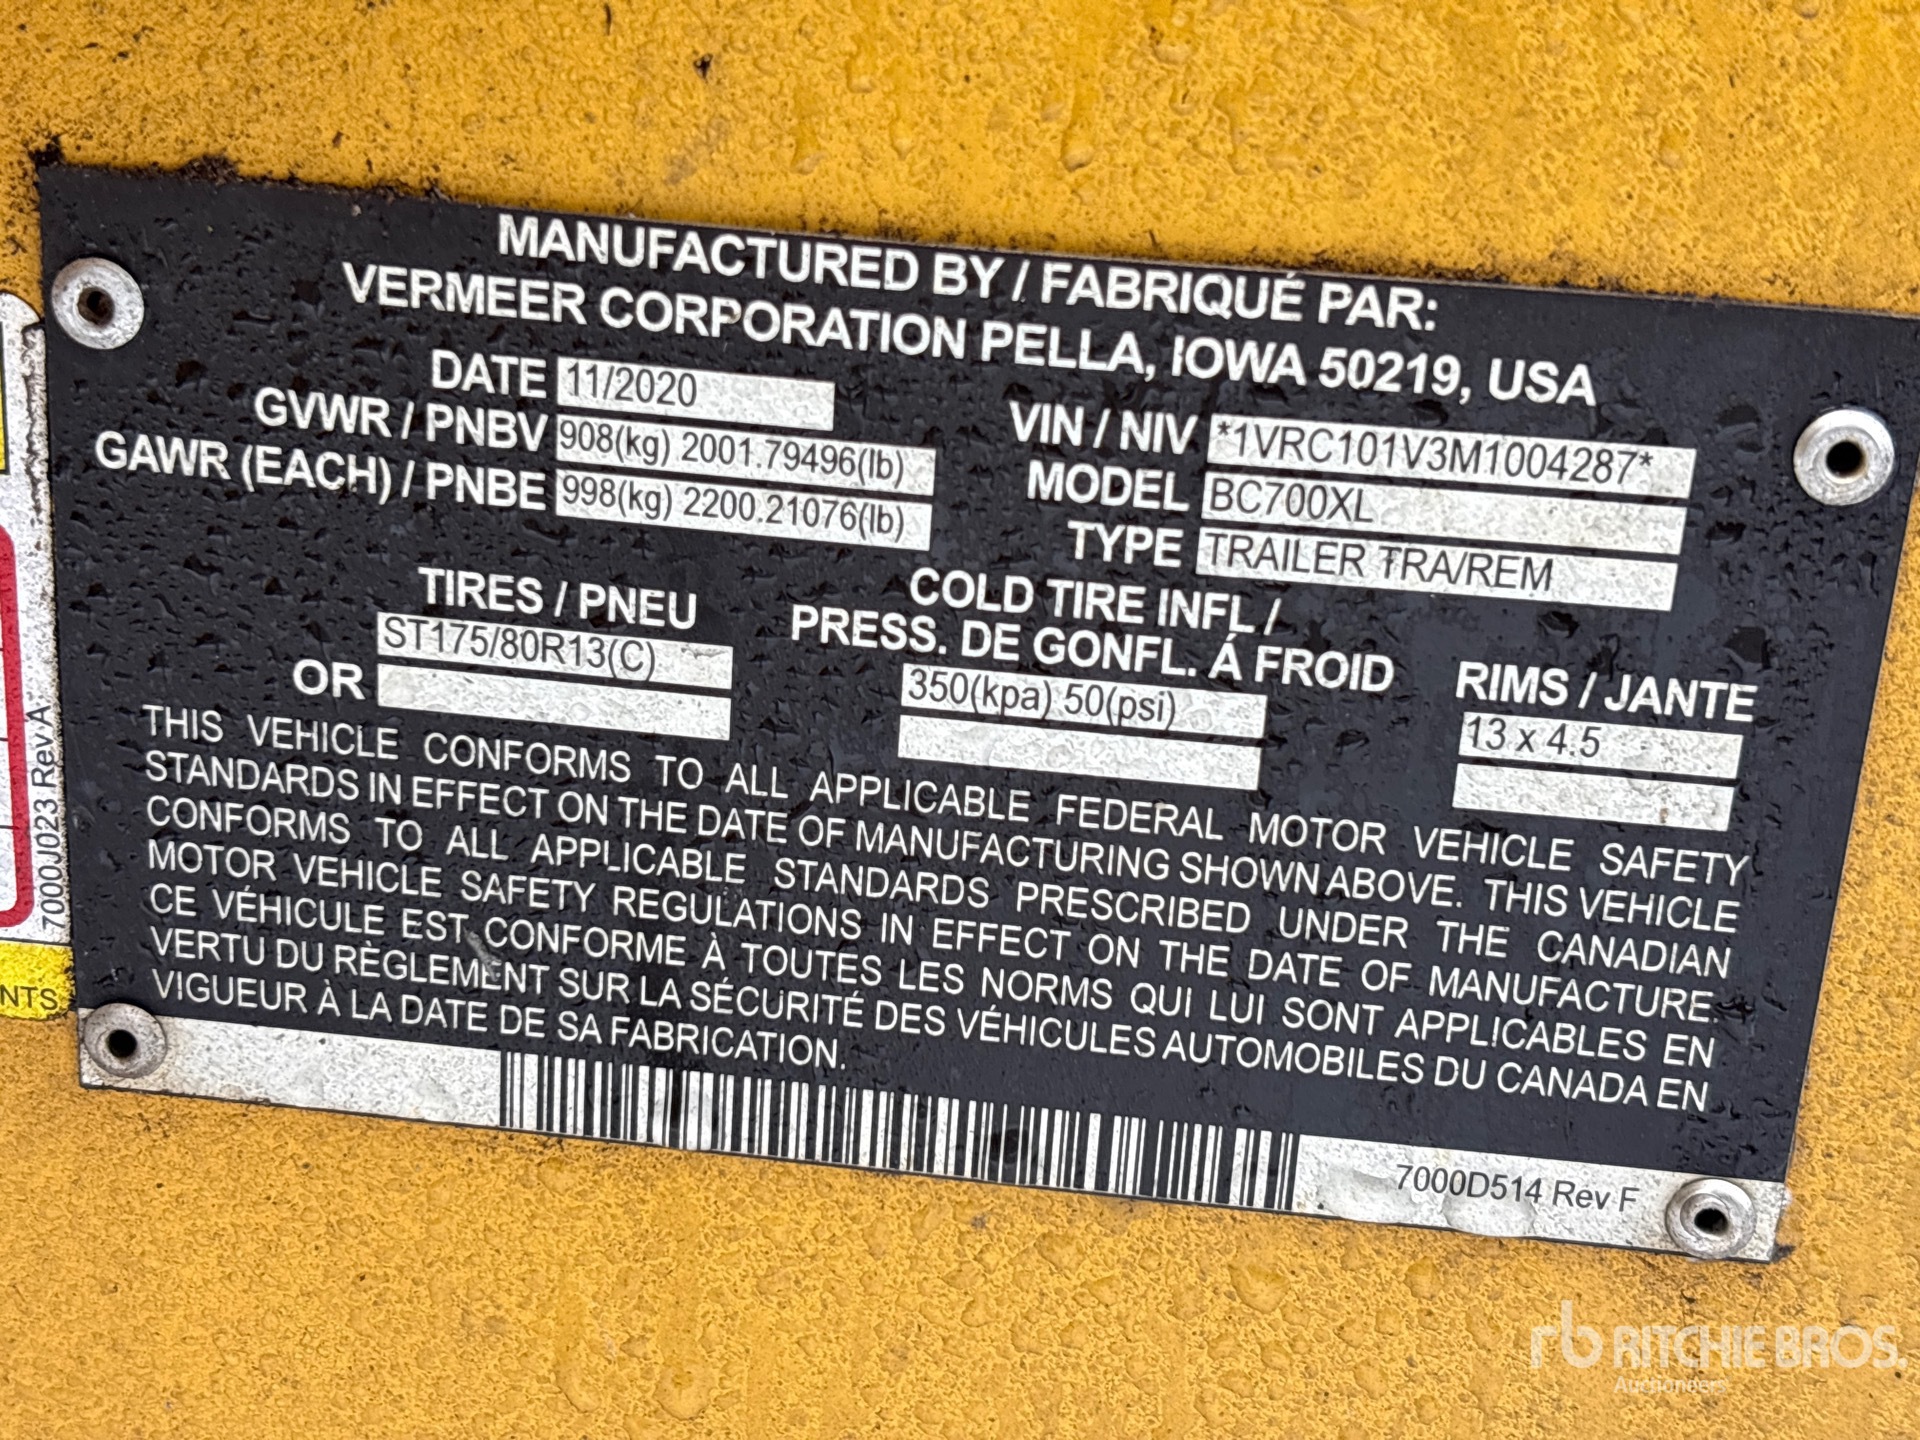 MANUFACTURED BY / FABRIQUÉ PAR:
VERMEER CORPORATION PELLA, IOWA 50219, USA
DATE 11/2020
GVWR / PNBV 908(kg) 2001.79496(lb)
GAWR (EACH) / PNBE 998(kg) 2200.21076(lb)
VIN / NIV *1VRC101V3M1004287*
MODEL BC700XL
TYPE TRAILER TRA/REM
TIRES / PNEU
ST175/80R13(C)
OR
COLD TIRE INFL /
PRESS. DE GONFL. Á FROID
350(kpa) 50(psi)
RIMS / JANTE
13 x 4.5
THIS VEHICLE CONFORMS TO ALL APPLICABLE FEDERAL MOTOR VEHICLE SAFETY
STANDARDS IN EFFECT ON THE DATE OF MANUFACTURING SHOWN ABOVE. THIS VEHICLE
CONFORMS TO ALL APPLICABLE STANDARDS PRESCRIBED UNDER THE CANADIAN
MOTOR VEHICLE SAFETY REGULATIONS IN EFFECT ON THE DATE OF MANUFACTURE.
CE VÉHICULE EST CONFORME À TOUTES LES NORMS QUI LUI SONT APPLICABLES EN
VERTU DU RÈGLEMENT SUR LA SÉCURITÉ DES VÉHICULES AUTOMOBILES DU CANADA EN
VIGUEUR À LA DATE DE SA FABRICATION.
7000D514 Rev F
7000J023 Rev A
NTS
rb RITCHIE BROS.
Auctioneers